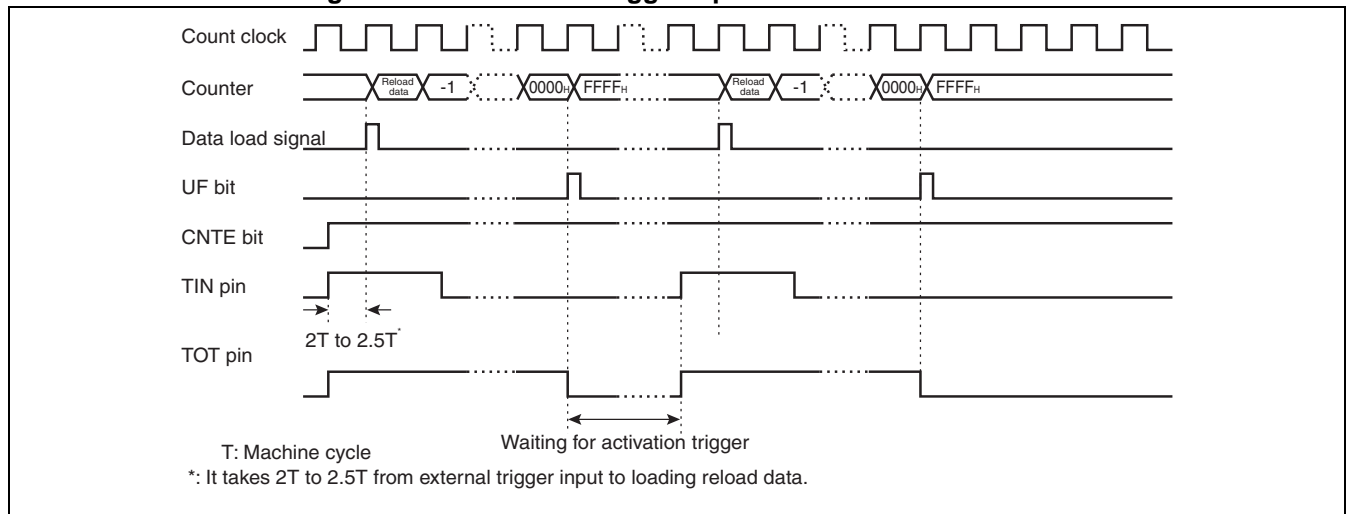 Count clock
Counter Reload data -1 0000H FFFFH Reload data -1 0000H FFFFH
Data load signal
UF bit
CNTE bit
TIN pin
2T to 2.5T*
TOT pin
Waiting for activation trigger
T: Machine cycle
*: It takes 2T to 2.5T from external trigger input to loading reload data.